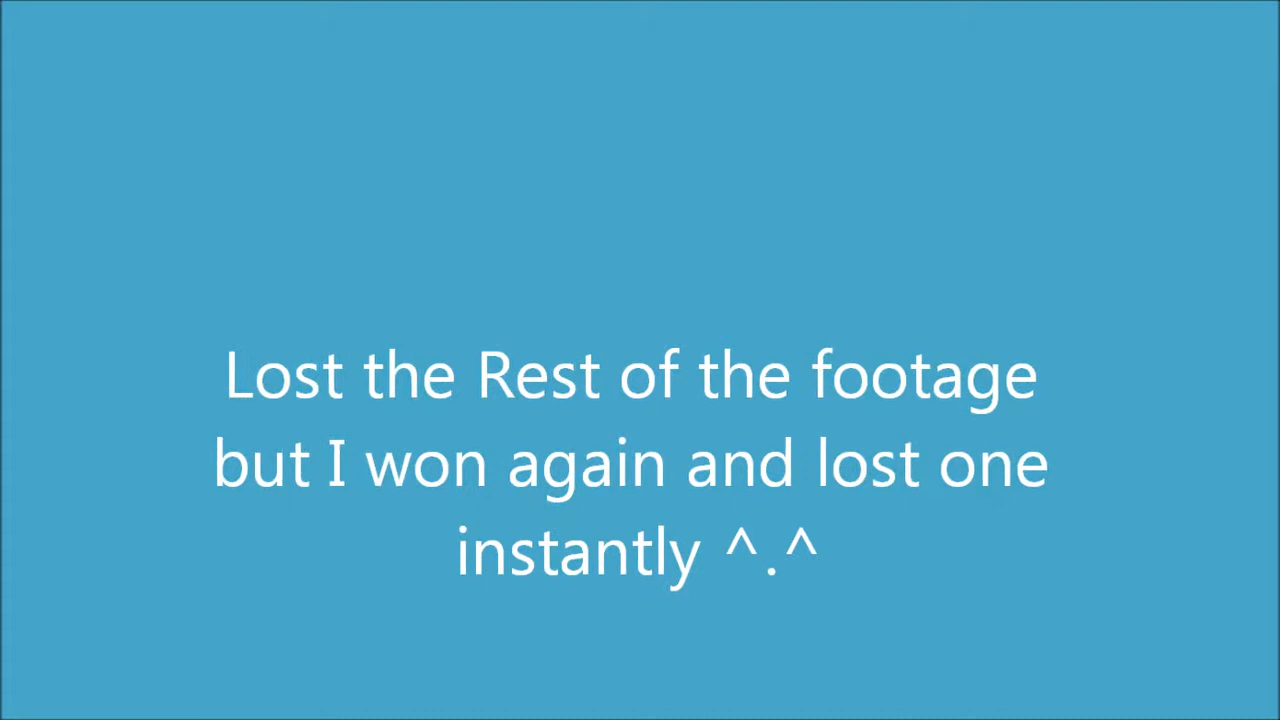 Lost the Rest of the footage
but I won again and lost one
instantly ^.^